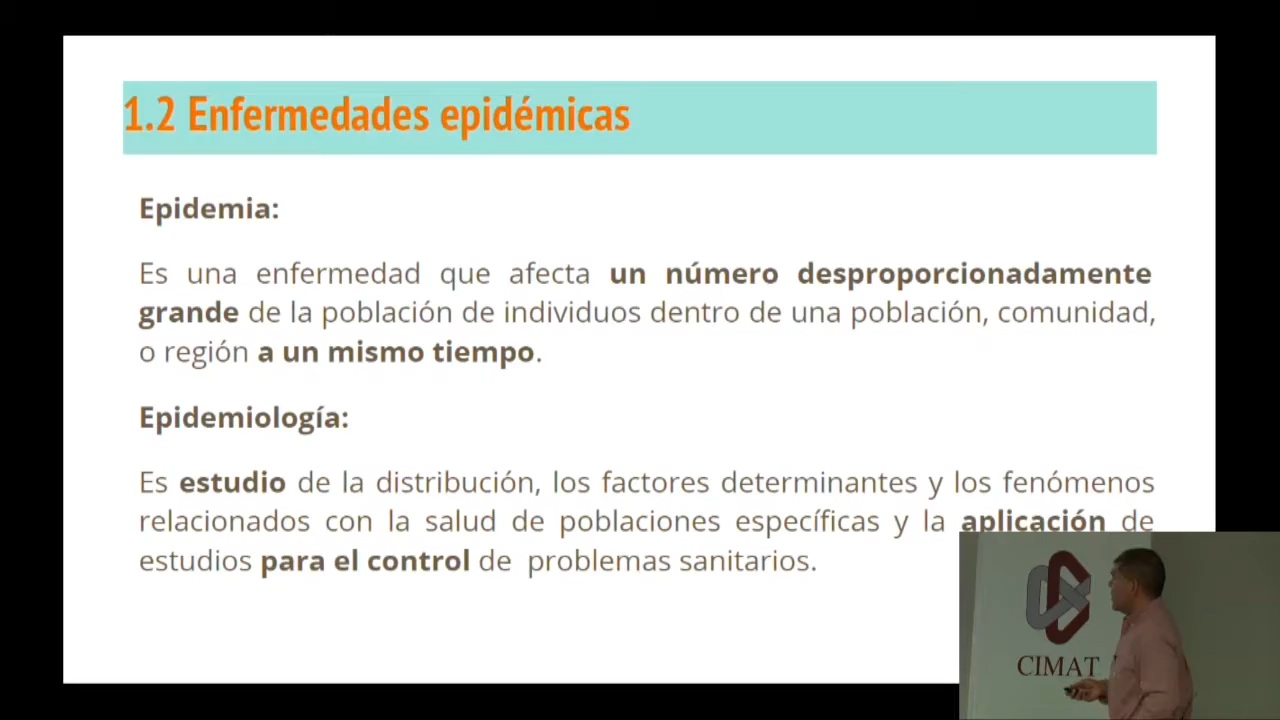 1.2 Enfermedades epidémicas
Epidemia:
Es una enfermedad que afecta un número desproporcionadamente
grande de la población de individuos dentro de una población, comunidad,
o región a un mismo tiempo.
Epidemiología:
Es estudio de la distribución, los factores determinantes y los fenómenos
relacionados con la salud de poblaciones específicas y la aplicación de
estudios para el control de problemas sanitarios.
CIMAT